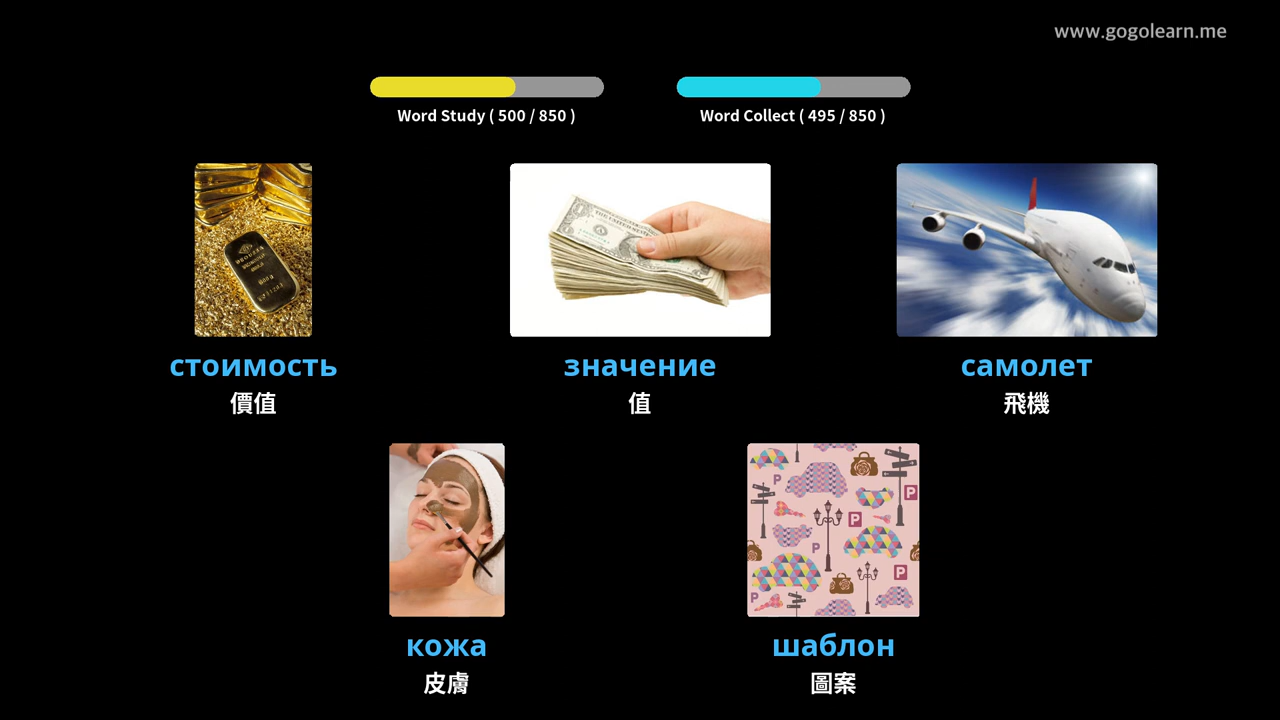 www.gogolearn.me
Word Study ( 500 / 850 )
Word Collect ( 495 / 850 )
стоимость
價值
значение
值
самолет
飛機
кожа
皮膚
шаблон
圖案
P
P
P
P
P
P